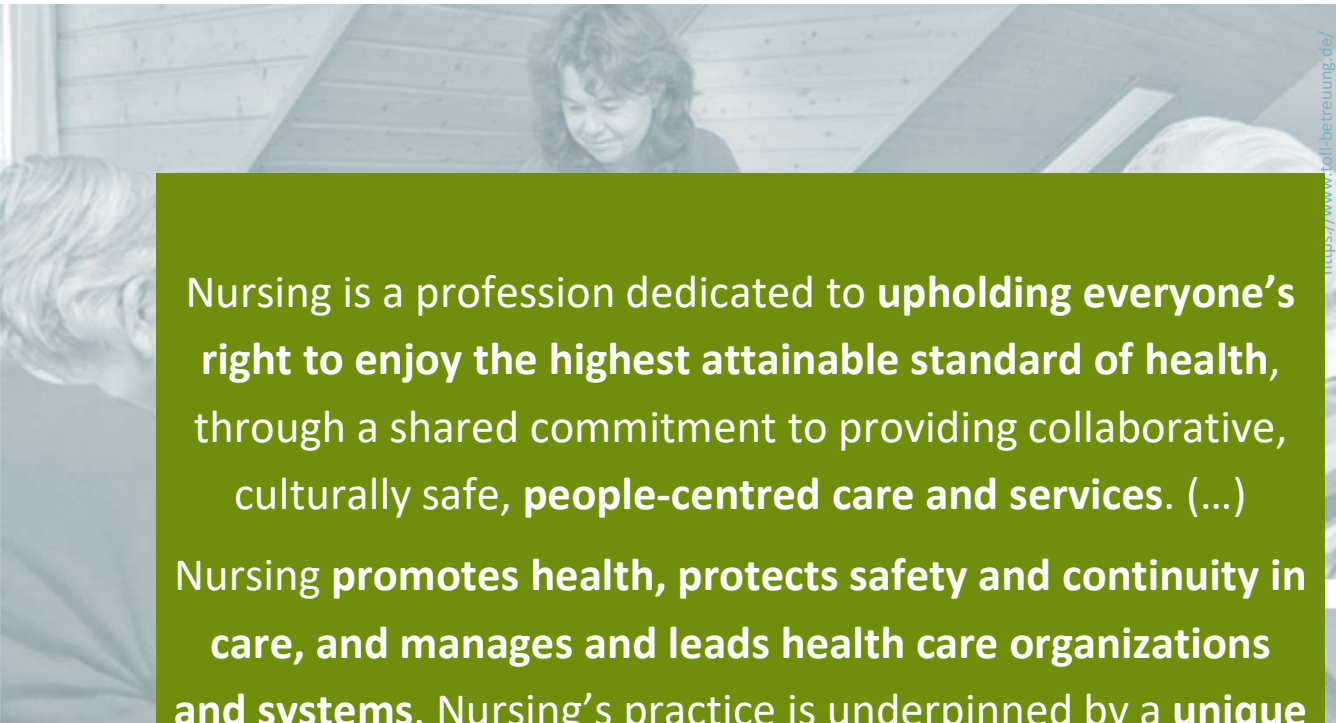 https://www.toll-betreuung.de/
Nursing is a profession dedicated to upholding everyone’s
right to enjoy the highest attainable standard of health,
through a shared commitment to providing collaborative,
culturally safe, people-centred care and services. (…)
Nursing promotes health, protects safety and continuity in
care, and manages and leads health care organizations
and systems. Nursing’s practice is underpinned by a unique